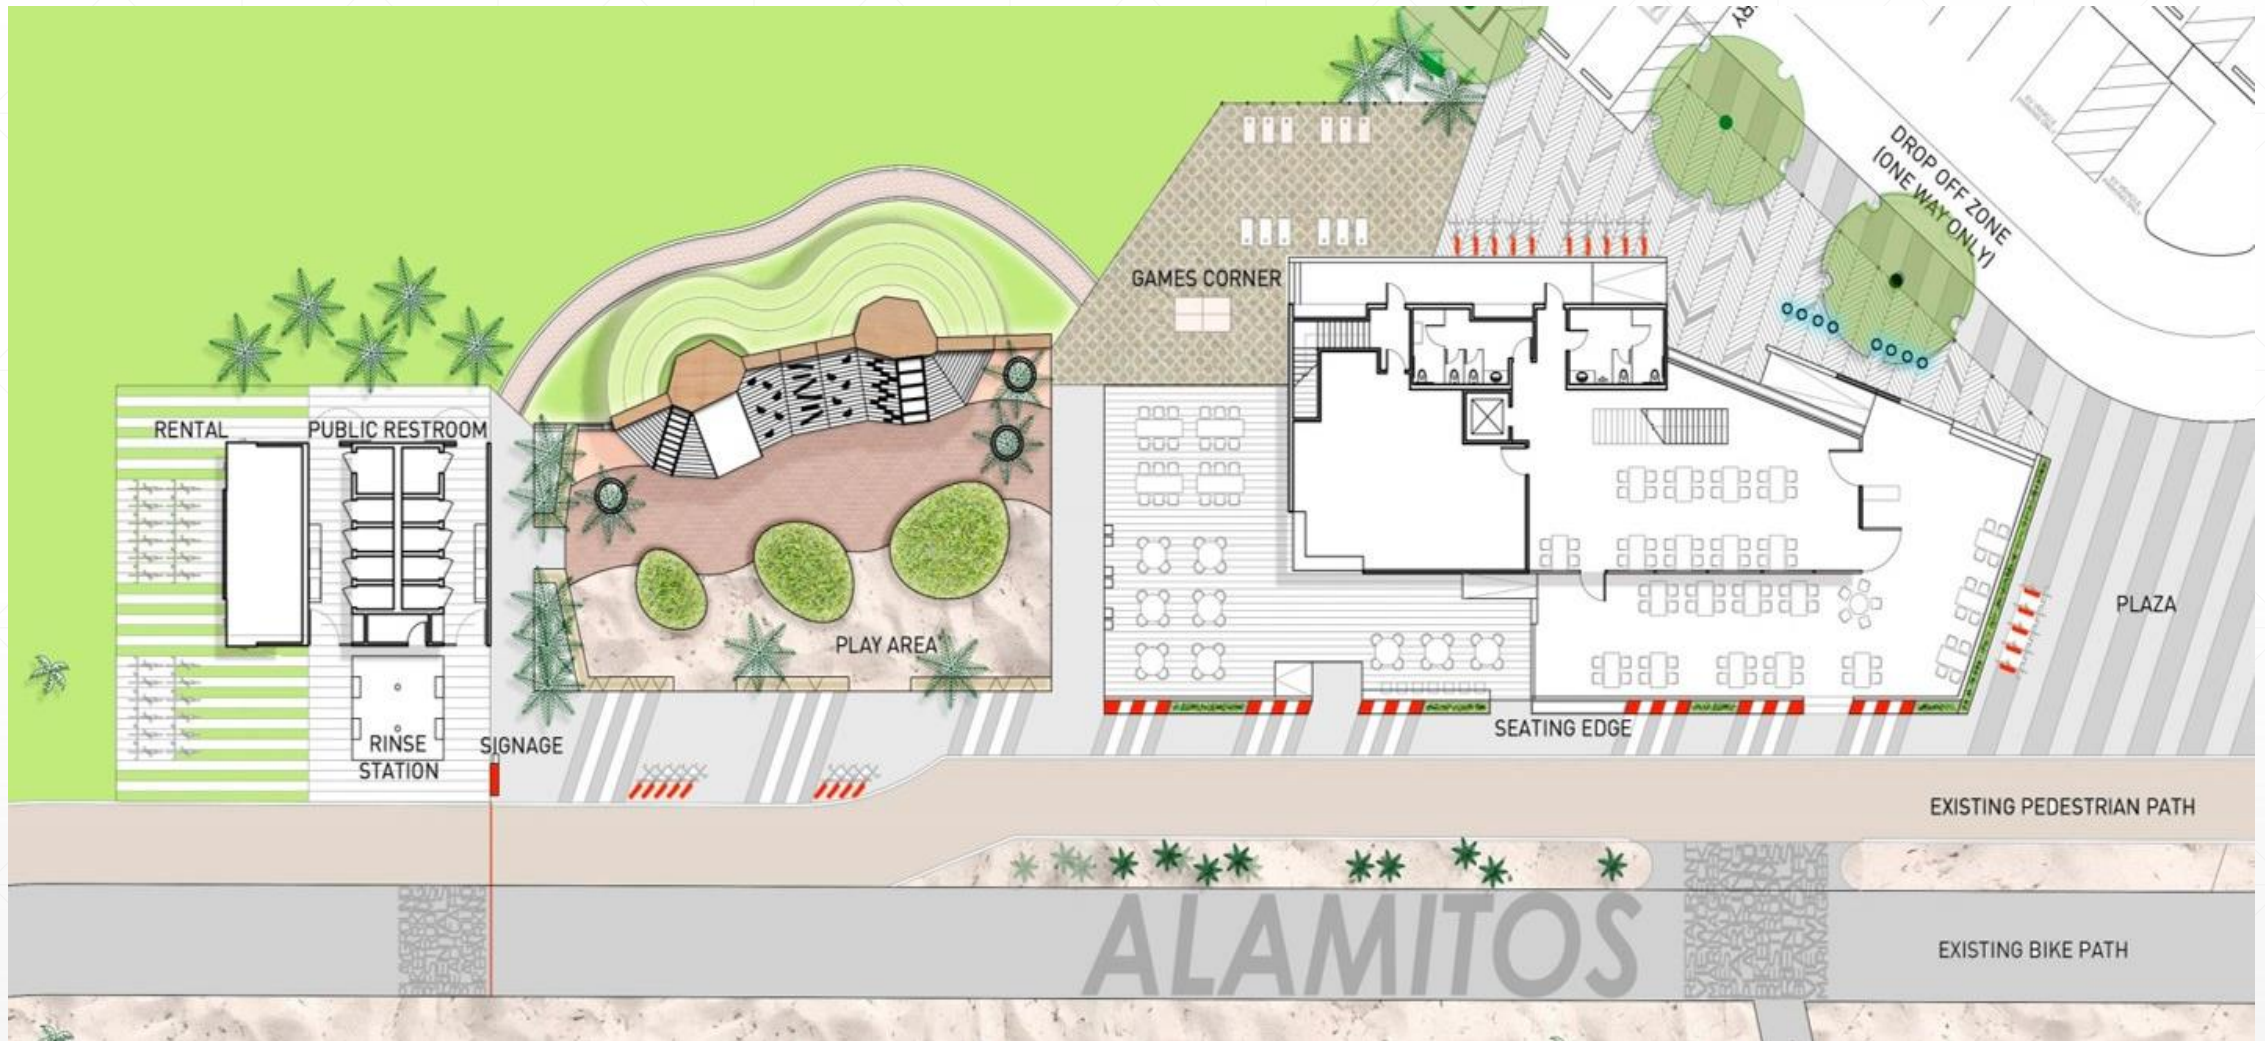 RY
DROP OFF ZONE
(ONE WAY ONLY)
GAMES CORNER
RENTAL
PUBLIC RESTROOM
PLAZA
PLAY AREA
SEATING EDGE
RINSE
STATION
SIGNAGE
EXISTING PEDESTRIAN PATH
ALAMITOS
EXISTING BIKE PATH